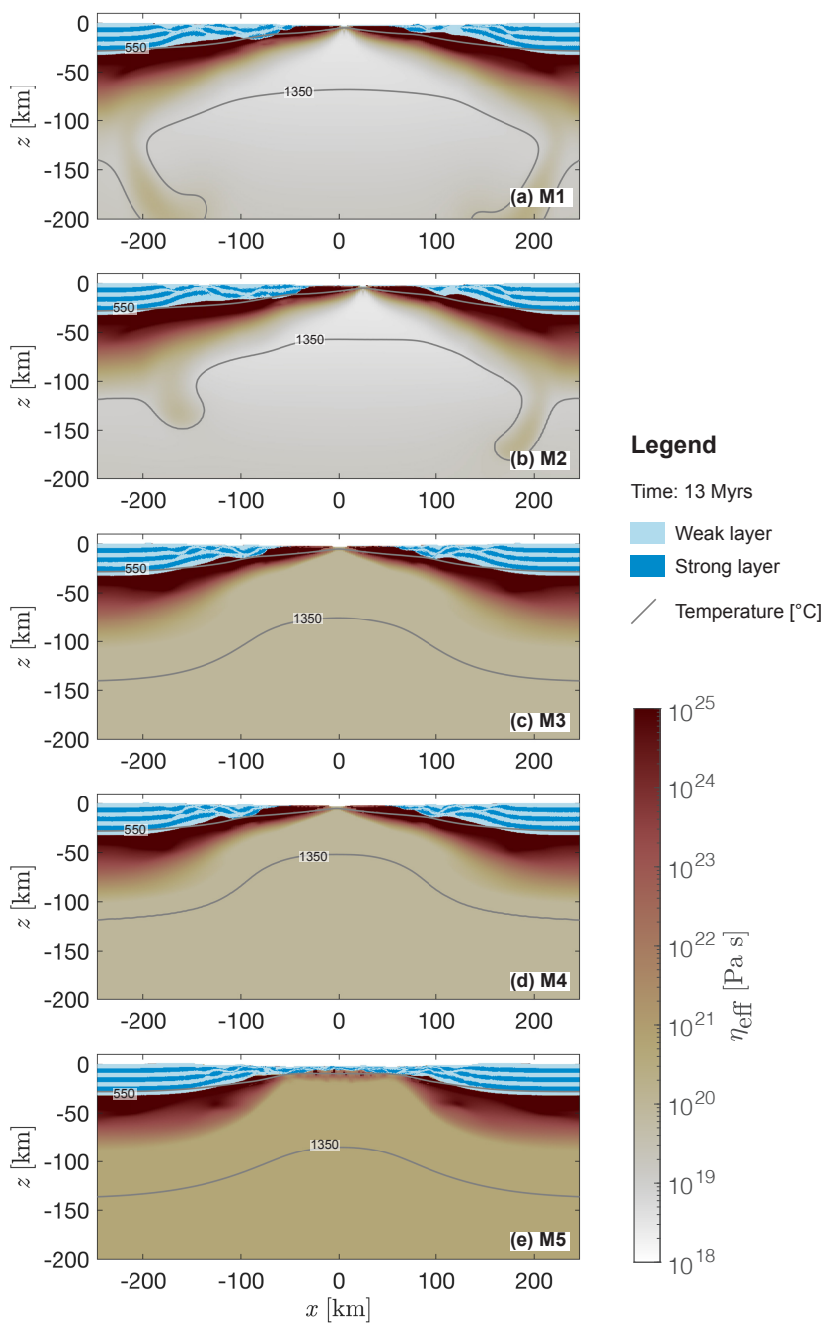 0
-50
-100
-150
-200
z [km]
550
1350
(a) M1
-200 -100 0 100 200
0
-50
-100
-150
-200
z [km]
550
1350
(b) M2
-200 -100 0 100 200
0
-50
-100
-150
-200
z [km]
550
1350
(c) M3
-200 -100 0 100 200
0
-50
-100
-150
-200
z [km]
550
1350
(d) M4
-200 -100 0 100 200
0
-50
-100
-150
-200
z [km]
550
1350
(e) M5
-200 -100 0 100 200
x [km]
Legend
Time: 13 Myrs
Weak layer
Strong layer
Temperature [°C]
10^25
10^24
10^23
10^22
10^21
10^20
10^19
10^18
η_eff [Pa s]